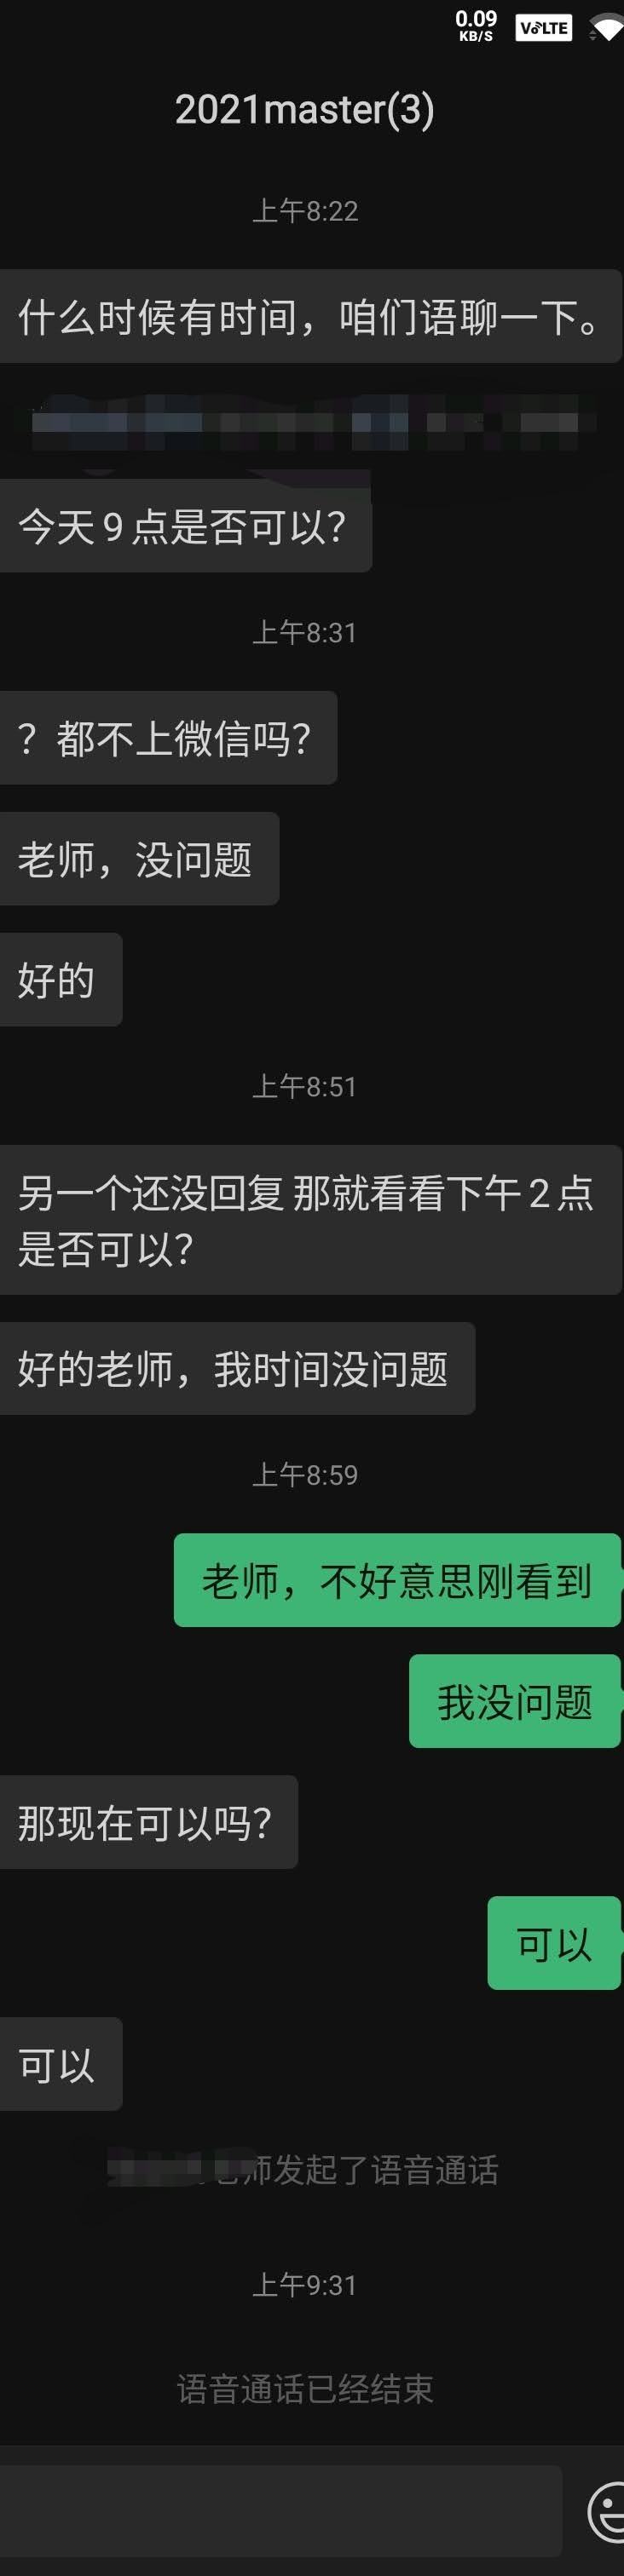 0.09
KB/S
VoLTE
2021master(3)
上午8:22
什么时候有时间，咱们语聊一下。
今天9点是否可以？
上午8:31
？都不上微信吗？
老师，没问题
好的
上午8:51
另一个还没回复 那就看看下午2点
是否可以？
好的老师，我时间没问题
上午8:59
老师，不好意思刚看到
我没问题
那现在可以吗？
可以
可以
师发起了语音通话
上午9:31
语音通话已经结束